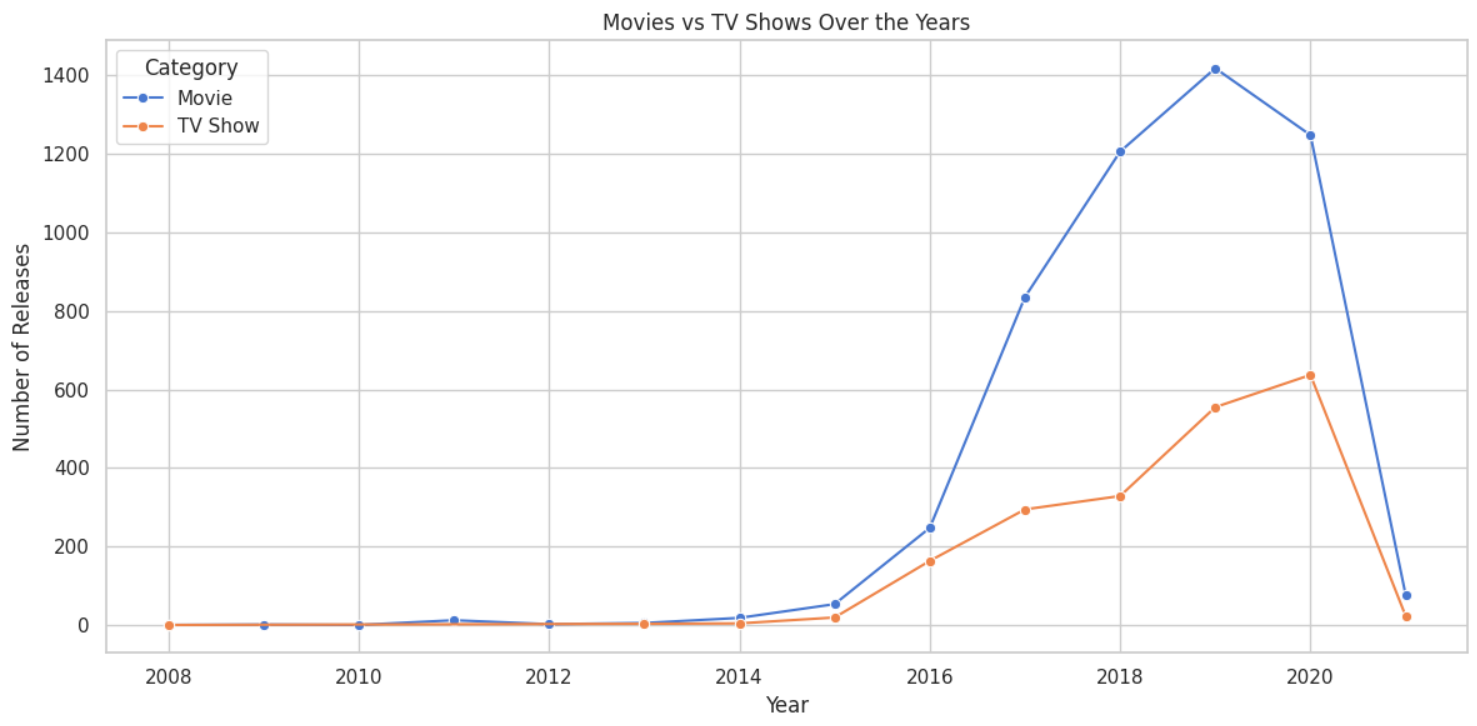 Movies vs TV Shows Over the Years
Category
Movie
TV Show
1400
1200
1000
800
600
400
200
0
Number of Releases
2008 2010 2012 2014 2016 2018 2020
Year